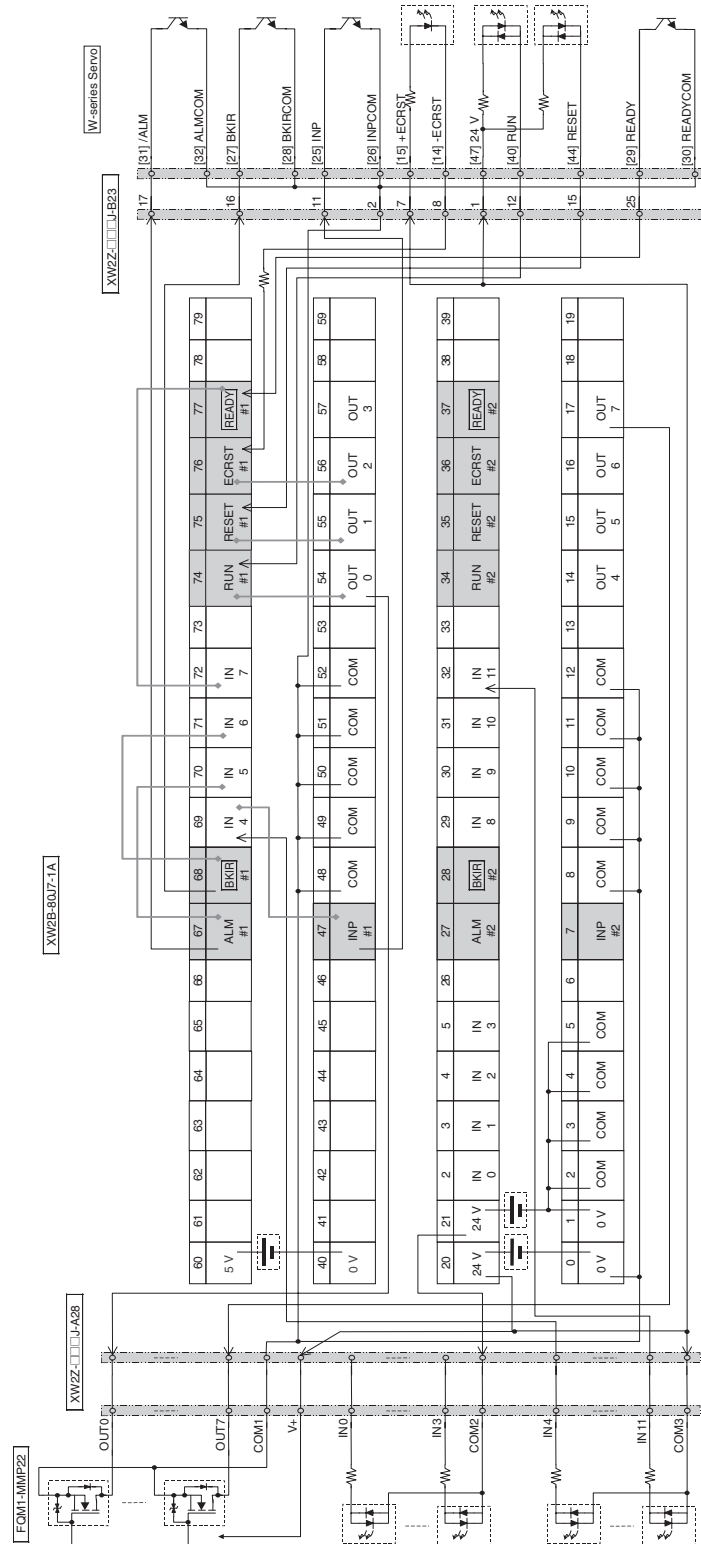 FQM1-MMP22
XW2Z-□□□J-A28
XW2B-80J7-1A
XW2Z-□□□J-B23
W-series Servo
OUT0
OUT7
COM1
V+
IN0
IN3
COM2
IN4
IN11
COM3
60 61 62 63 64 65 66 67 68 69 70 71 72 73 74 75 76 77 78 79
5 V
ALM #1
BKIR #1
IN 4
IN 5
IN 6
IN 7
RUN #1
RESET #1
ECRST #1
READY #1
40 41 42 43 44 45 46 47 48 49 50 51 52 53 54 55 56 57 58 59
0 V
INP #1
COM COM COM COM COM
OUT 0
OUT 1
OUT 2
OUT 3
20 21 2 3 4 5 26 27 28 29 30 31 32 33 34 35 36 37 38 39
24 V
24 V
IN 0
IN 1
IN 2
IN 3
ALM #2
BKIR #2
IN 8
IN 9
IN 10
IN 11
RUN #2
RESET #2
ECRST #2
READY #2
0 1 2 3 4 5 6 7 8 9 10 11 12 13 14 15 16 17 18 19
0 V
0 V
COM COM COM COM
INP #2
COM COM COM COM COM
OUT 4
OUT 5
OUT 6
OUT 7
17
16
11
2
7
8
1
12
15
25
[31] /ALM
[32] ALMCOM
[27] BKIR
[28] BKIRCOM
[25] INP
[26] INPCOM
[15] +ECRST
[14] -ECRST
[47] 24 V
[40] RUN
[44] RESET
[29] READY
[30] READYCOM